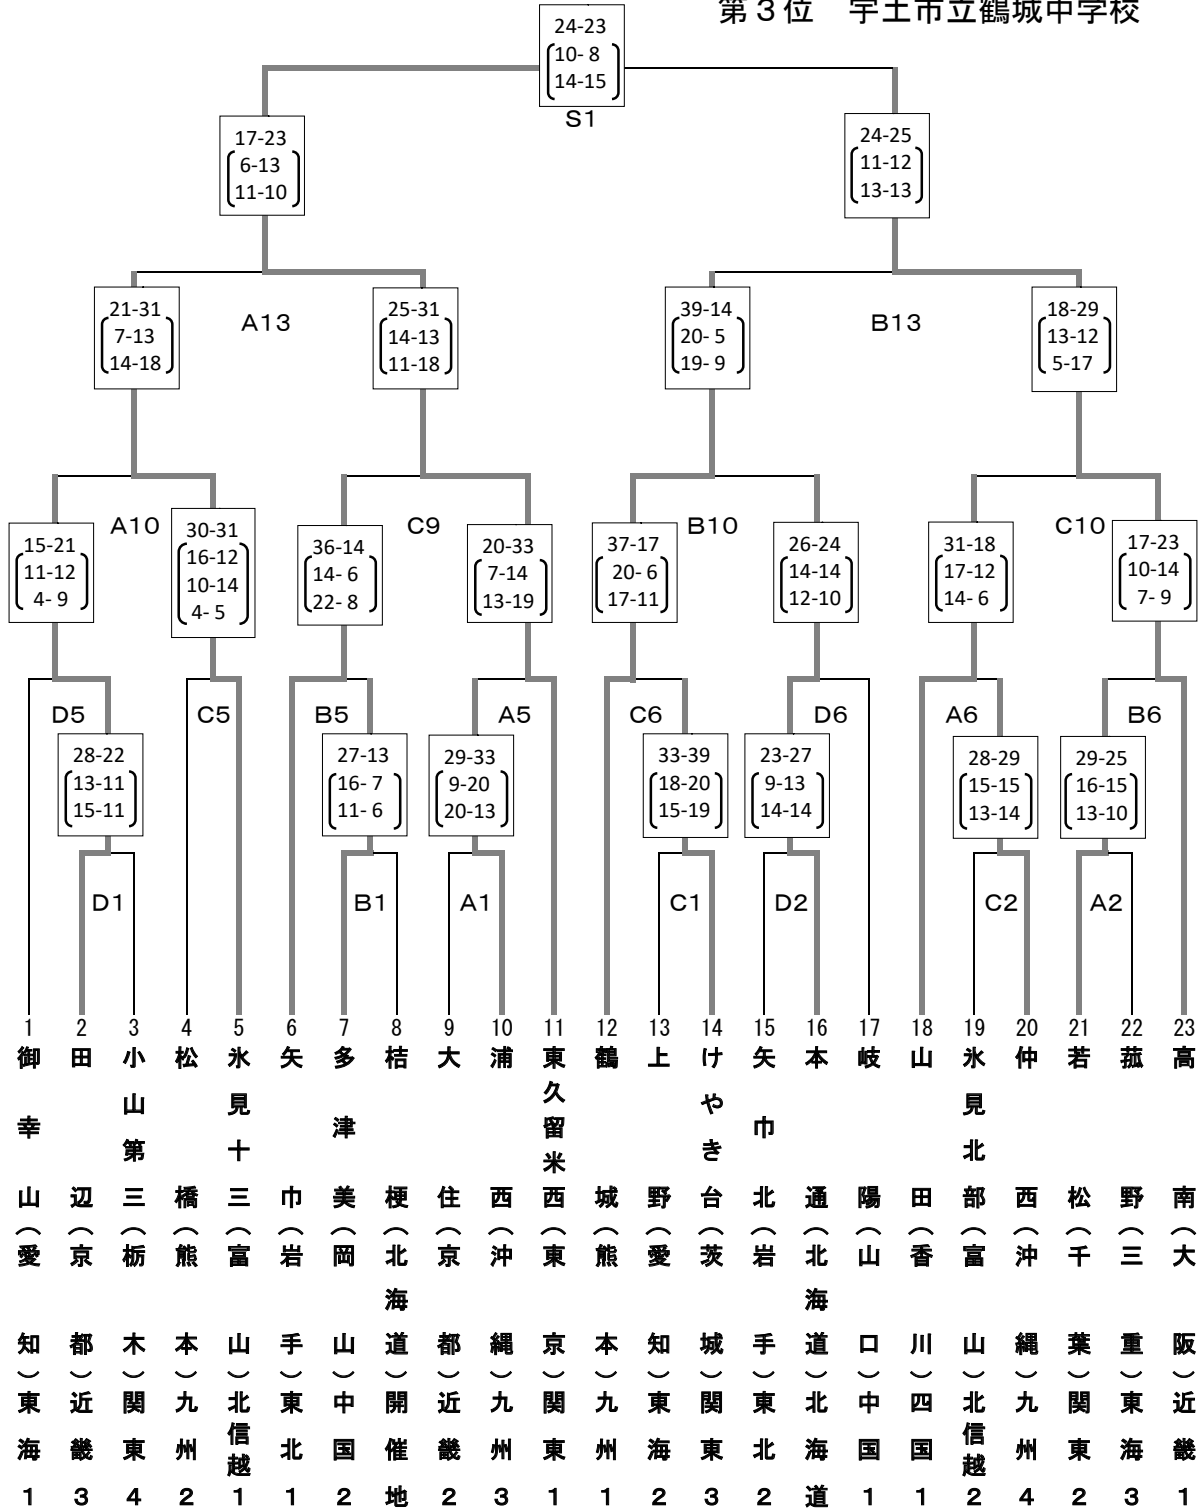 第３位　宇土市立鶴城中学校
24-23
10- 8
14-15
S1
17-23
6-13
11-10
24-25
11-12
13-13
21-31
7-13
14-18
A13
25-31
14-13
11-18
39-14
20- 5
19- 9
B13
18-29
13-12
5-17
15-21
11-12
4- 9
A10
30-31
16-12
10-14
4- 5
36-14
14- 6
22- 8
C9
20-33
7-14
13-19
37-17
20- 6
17-11
B10
26-24
14-14
12-10
31-18
17-12
14- 6
C10
17-23
10-14
7- 9
D5
C5
B5
A5
C6
D6
A6
B6
28-22
13-11
15-11
27-13
16- 7
11- 6
29-33
9-20
20-13
33-39
18-20
15-19
23-27
9-13
14-14
28-29
15-15
13-14
29-25
16-15
13-10
D1
B1
A1
C1
D2
C2
A2
1 御幸山（愛知）東海1
2 田辺（京都）近畿3
3 小山第三（栃木）関東4
4 松橋（熊本）九州2
5 氷見十三（富山）北信越1
6 矢巾（岩手）東北1
7 多津美（岡山）中国2
8 桔梗（北海道）開催地
9 大住（京都）近畿2
10 浦西（沖縄）九州3
11 東久留米西（東京）関東1
12 鶴城（熊本）九州1
13 上野（愛知）東海2
14 けやき台（茨城）関東3
15 矢巾北（岩手）東北2
16 本通（北海道）北海道
17 岐陽（山口）中国1
18 山田（香川）四国1
19 氷見北部（富山）北信越2
20 仲西（沖縄）九州4
21 若松（千葉）関東2
22 菰野（三重）東海3
23 高南（大阪）近畿1